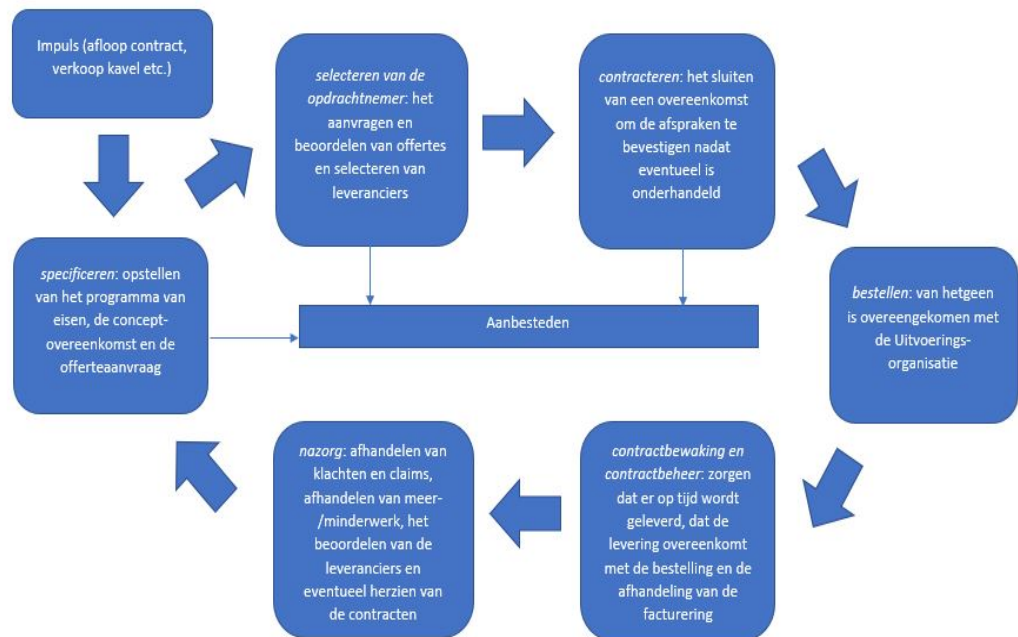 Impuls (afloop contract,
verkoop kavel etc.)
selecteren van de
opdrachtnemer: het
aanvragen en
beoordelen van offertes
en selecteren van
leveranciers
contracteren: het sluiten
van een overeenkomst
om de afspraken te
bevestigen nadat
eventueel is
onderhandeld
specificeren: opstellen
van het programma van
eisen, de concept-
overeenkomst en de
offerteaanvraag
Aanbesteden
bestellen: van hetgeen
is overeengekomen met
de Uitvoerings-
organisatie
nazorg: afhandelen van
klachten en claims,
afhandelen van meer-
/minderwerk, het
beoordelen van de
leveranciers en
eventueel herzien van
de contracten
contractbewaking en
contractbeheer: zorgen
dat er op tijd wordt
geleverd, dat de
levering overeenkomt
met de bestelling en de
afhandeling van de
facturering